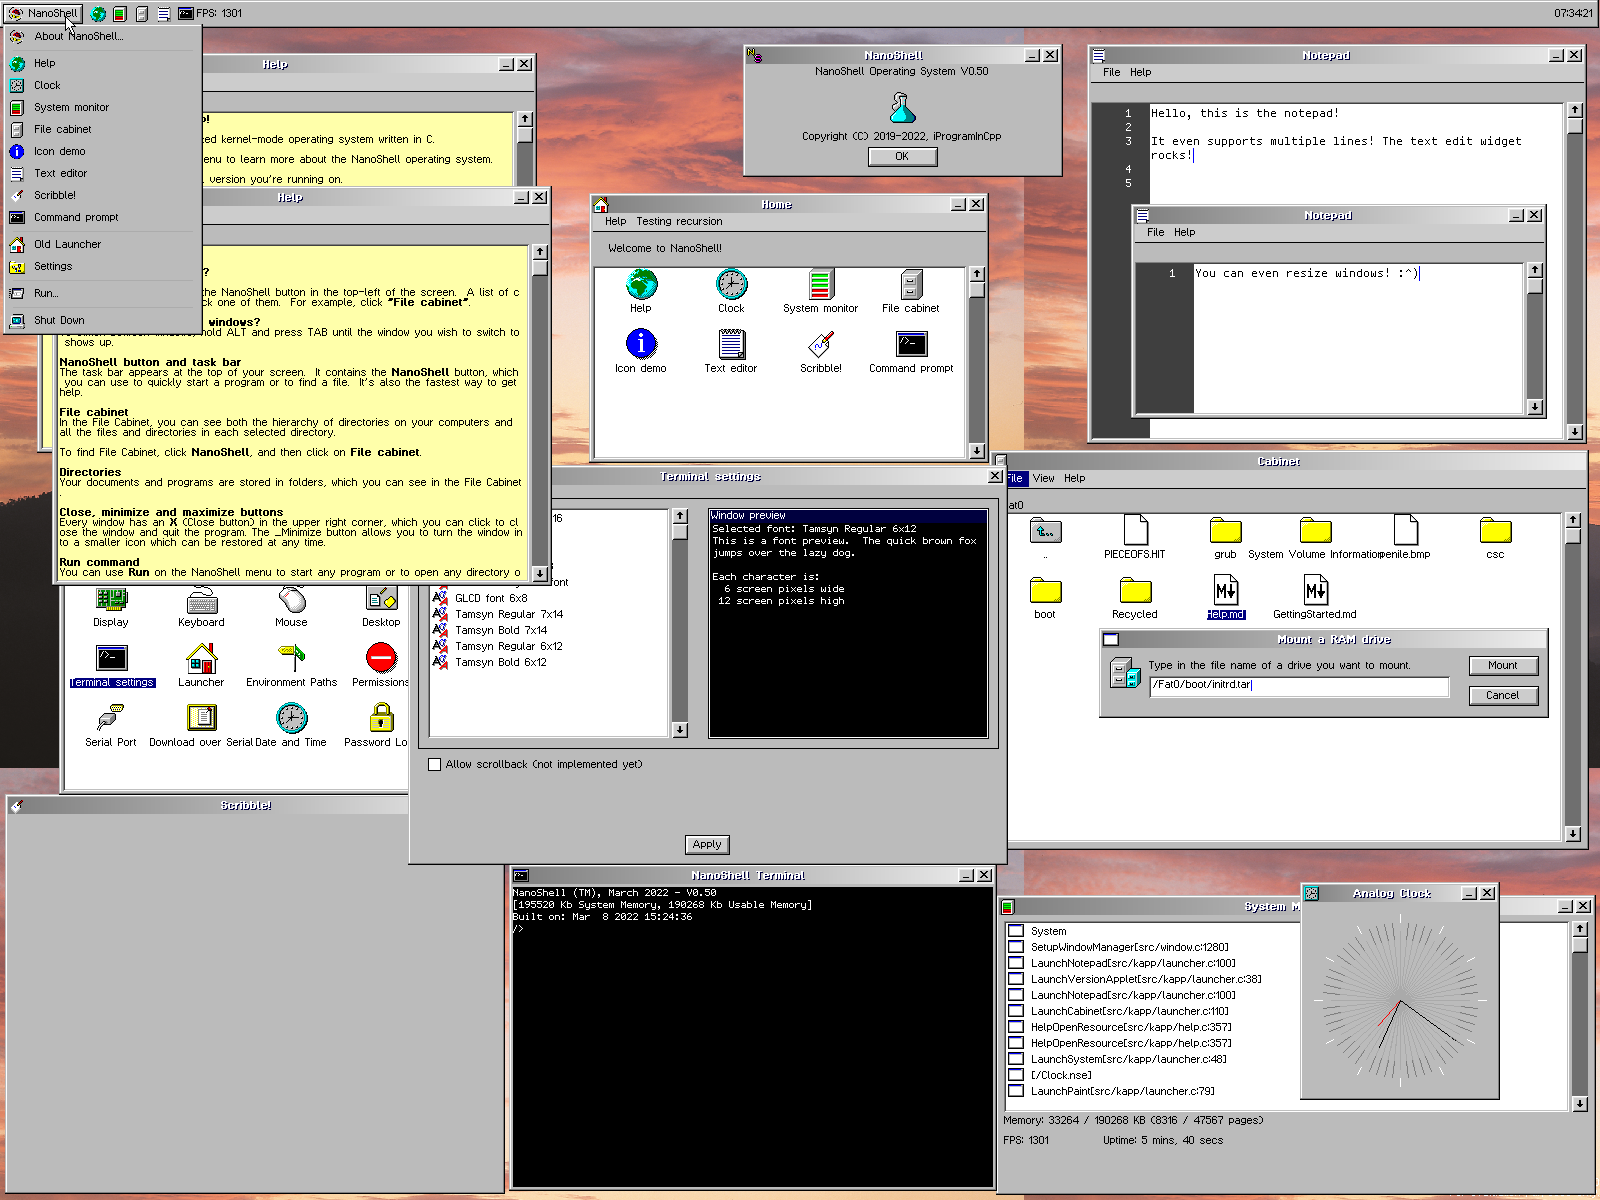 NanoShell
FPS: 1301
07:34:21
About NanoShell...
Help
Clock
System monitor
File cabinet
Icon demo
Text editor
Scribble!
Command prompt
Old Launcher
Settings
Run...
Shut Down
Help
ed kernel-mode operating system written in C.
enu to learn more about the NanoShell operating system.
version you're running on.
Help
?
the NanoShell button in the top-left of the screen. A list of c
ck one of them. For example, click "File cabinet".
windows?
hold ALT and press TAB until the window you wish to switch to
shows up.
NanoShell button and task bar
The task bar appears at the top of your screen. It contains the NanoShell button, which
you can use to quickly start a program or to find a file. It's also the fastest way to get
help.
File cabinet
In the File Cabinet, you can see both the hierarchy of directories on your computers and
all the files and directories in each selected directory.
To find File Cabinet, click NanoShell, and then click on File cabinet.
Directories
Your documents and programs are stored in folders, which you can see in the File Cabinet
.
Close, minimize and maximize buttons
Every window has an X (Close button) in the upper right corner, which you can click to cl
ose the window and quit the program. The _Minimize button allows you to turn the window in
to a smaller icon which can be restored at any time.
Run command
You can use Run on the NanoShell menu to start any program or to open any directory o
NanoShell
NanoShell Operating System V0.50
Copyright (C) 2019-2022, iProgramInCpp
OK
Home
Help Testing recursion
Welcome to NanoShell!
Help Clock System monitor File cabinet
Icon demo Text editor Scribble! Command prompt
Notepad
File Help
1 Hello, this is the notepad!
2
3 It even supports multiple lines! The text edit widget
rocks!
4
5
Notepad
File Help
1 You can even resize windows! :^)
Display Keyboard Mouse Desktop
Terminal settings Launcher Environment Paths Permissions
Serial Port Download over Serial Date and Time Password Lo
Terminal settings
16
font
GLCD font 6x8
Tamsyn Regular 7x14
Tamsyn Bold 7x14
Tamsyn Regular 6x12
Tamsyn Bold 6x12
Window preview
Selected font: Tamsyn Regular 6x12
This is a font preview. The quick brown fox
jumps over the lazy dog.
Each character is:
6 screen pixels wide
12 screen pixels high
Allow scrollback (not implemented yet)
Apply
Cabinet
File View Help
at0
.. PIECEOFS.HIT grub System Volume Information penile.bmp csc
boot Recycled Help.md GettingStarted.md
Mount a RAM drive
Type in the file name of a drive you want to mount.
/Fat0/boot/initrd.tar
Mount
Cancel
Scribble!
NanoShell Terminal
NanoShell (TM), March 2022 - V0.50
[195520 Kb System Memory, 190268 Kb Usable Memory]
Built on: Mar 8 2022 15:24:36
/>
System M
System
SetupWindowManager[src/window.c:1280]
LaunchNotepad[src/kapp/launcher.c:100]
LaunchVersionApplet[src/kapp/launcher.c:38]
LaunchNotepad[src/kapp/launcher.c:100]
LaunchCabinet[src/kapp/launcher.c:110]
HelpOpenResource[src/kapp/help.c:357]
HelpOpenResource[src/kapp/help.c:357]
LaunchSystem[src/kapp/launcher.c:48]
[/Clock.nse]
LaunchPaint[src/kapp/launcher.c:79]
Memory: 33264 / 190268 KB (8316 / 47567 pages)
FPS: 1301 Uptime: 5 mins, 40 secs
Analog Clock